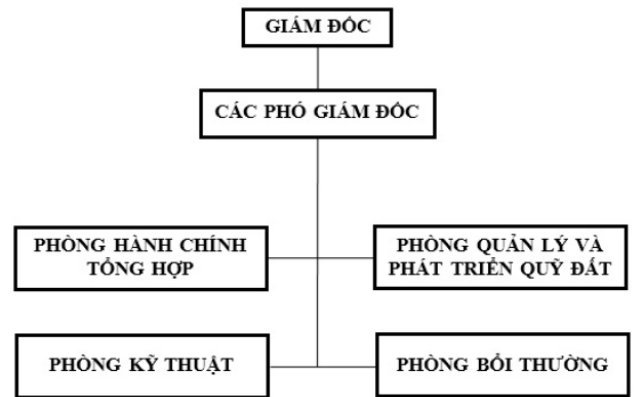 GIÁM ĐỐC
CÁC PHÓ GIÁM ĐỐC
PHÒNG HÀNH CHÍNH
TỔNG HỢP
PHÒNG QUẢN LÝ VÀ
PHÁT TRIỂN QUỸ ĐẤT
PHÒNG KỸ THUẬT
PHÒNG BỒI THƯỜNG